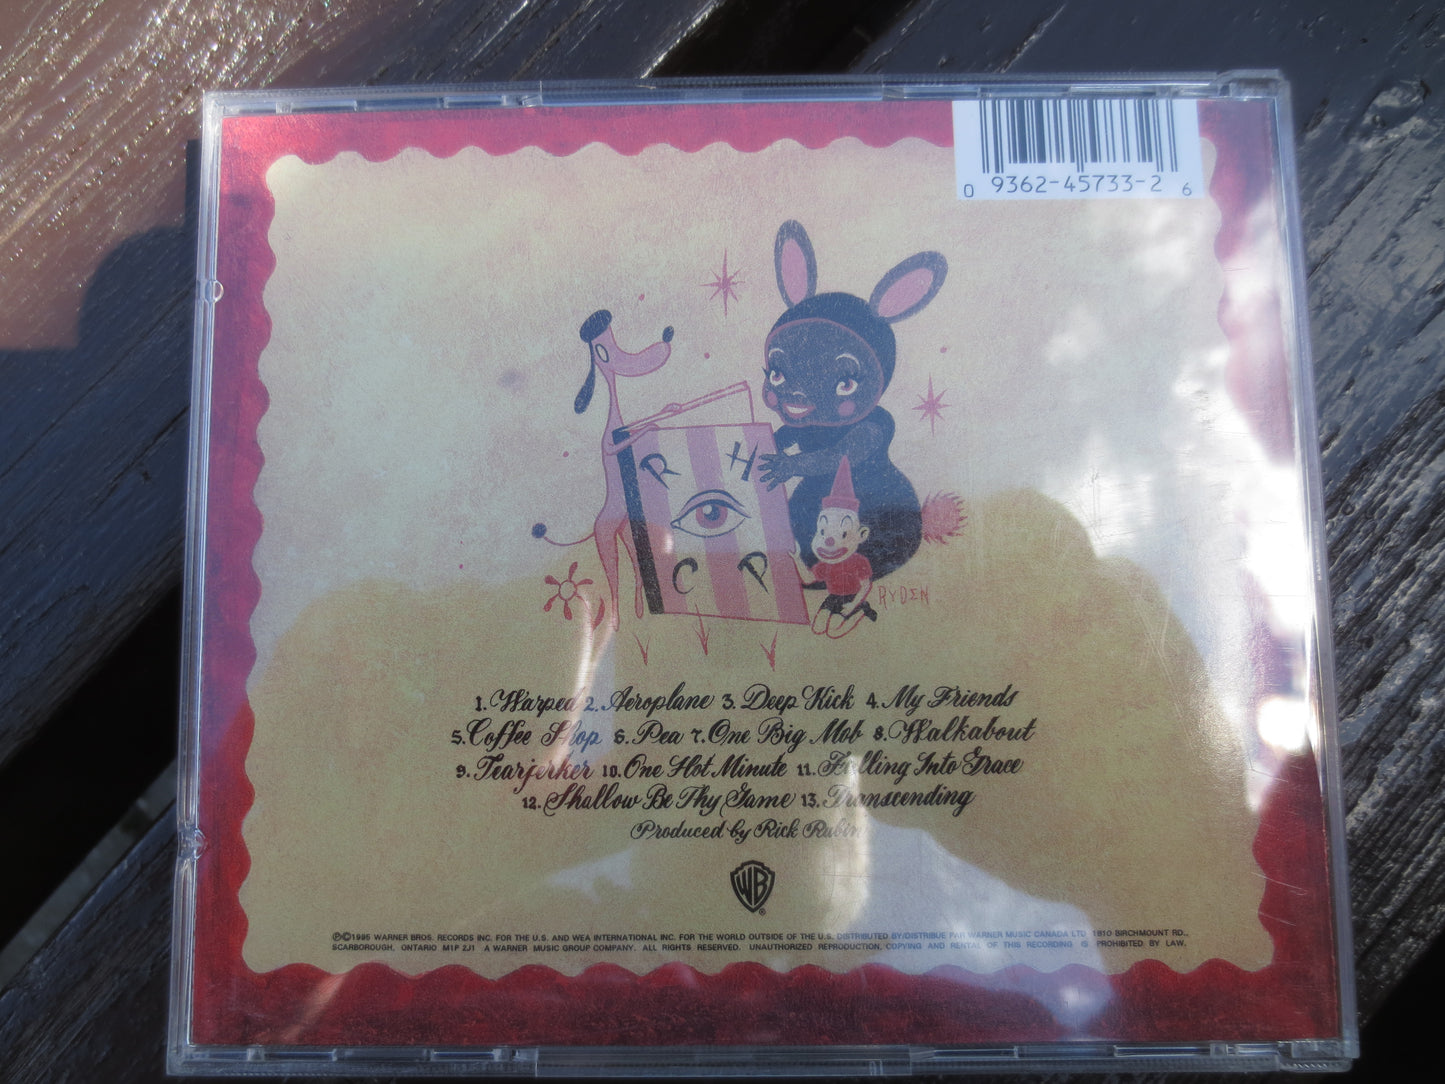 0 9362-45733-2 6
R H
C P
RYDEN
1. Warped 2. Aeroplane 3. Deep Kick 4. My Friends
5. Coffee Shop 6. Pea 7. One Big Mob 8. Walkabout
9. Tearjerker 10. One Hot Minute 11. Falling Into Grace
12. Shallow Be Thy Game 13. Transcending
Produced by Rick Rubin
WB
®
℗©1995 WARNER BROS. RECORDS INC. FOR THE U.S. AND WEA INTERNATIONAL INC. FOR THE WORLD OUTSIDE OF THE U.S. DISTRIBUTED BY/DISTRIBUE PAR WARNER MUSIC CANADA LTD. 1810 BIRCHMOUNT RD.,
SCARBOROUGH, ONTARIO M1P 2J1 A WARNER MUSIC GROUP COMPANY. ALL RIGHTS RESERVED. UNAUTHORIZED REPRODUCTION, COPYING AND RENTAL OF THIS RECORDING IS PROHIBITED BY LAW.